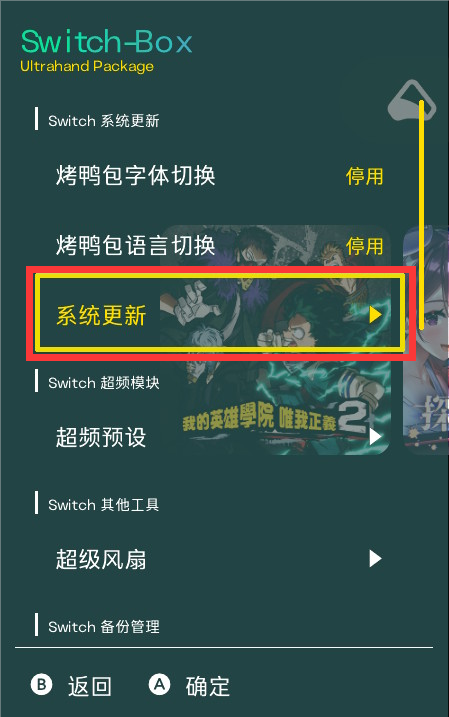 Switch-Box
Ultrahand Package
Switch 系统更新
烤鸭包字体切换 停用
烤鸭包语言切换 停用
系统更新
Switch 超频模块
我的英雄學院 唯我正義2
超频预设
探
Switch 其他工具
超级风扇
Switch 备份管理
B 返回 A 确定